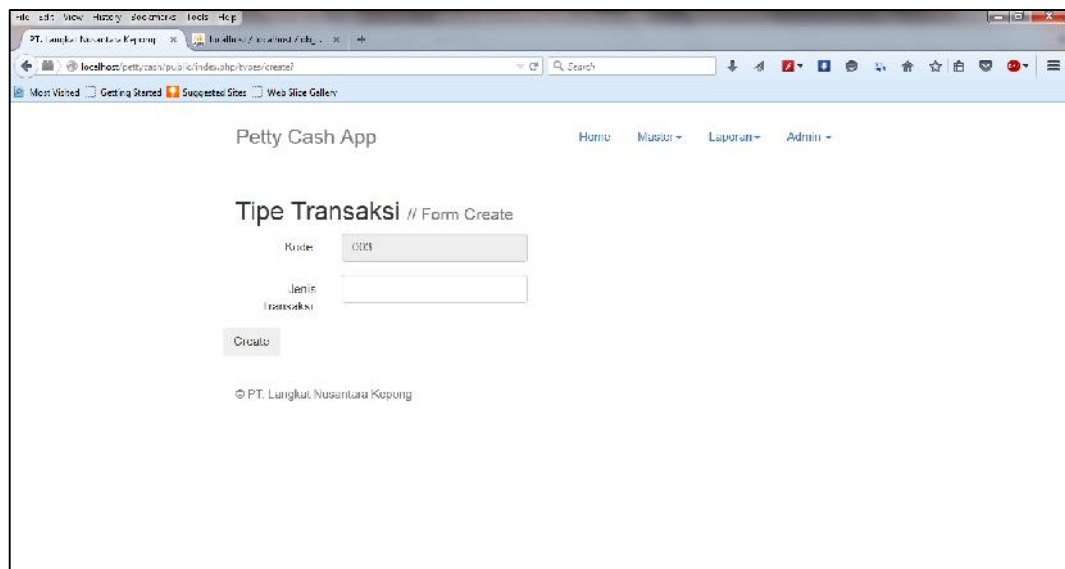 File Edit View History Bookmarks Tools Help
PT. Langkat Nusantara Kepong
localhost/pettycash/public/index.php/types/create?
Search
Most Visited Getting Started Suggested Sites Web Slice Gallery
Petty Cash App Home Master Laporan Admin
Tipe Transaksi // Form Create
Kode 003
Jenis
Transaksi
Create
© PT. Langkat Nusantara Kepong